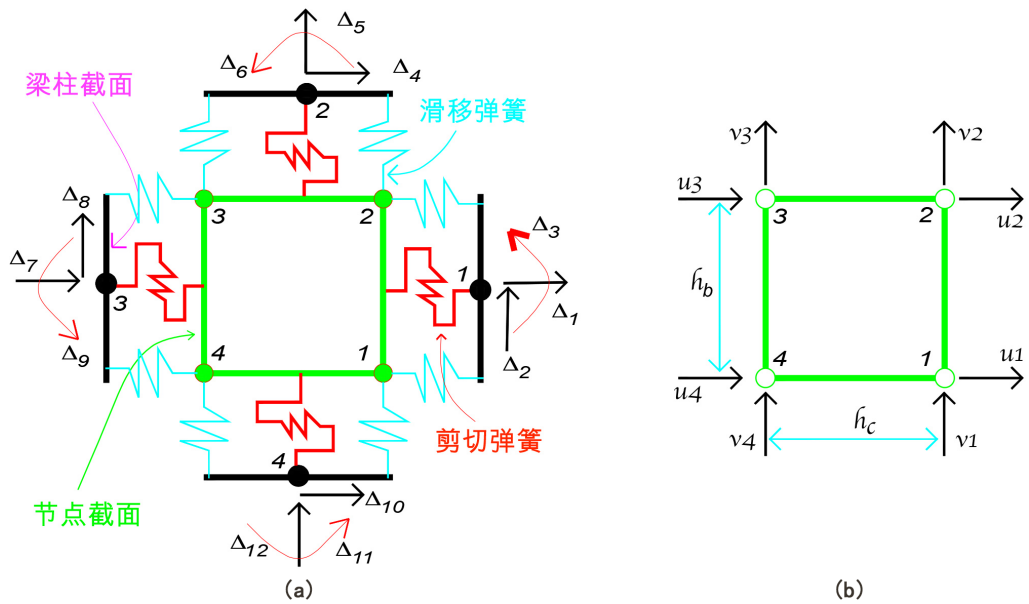 Δ5
Δ6
Δ4
梁柱截面
2
滑移弹簧
Δ8
3
2
Δ3
Δ7
3
1
Δ1
Δ9
4
1
Δ2
剪切弹簧
4
节点截面
Δ10
Δ12
Δ11
(a)
v3
v2
u3
3
2
u2
hb
4
1
u1
u4
hc
v4
v1
(b)